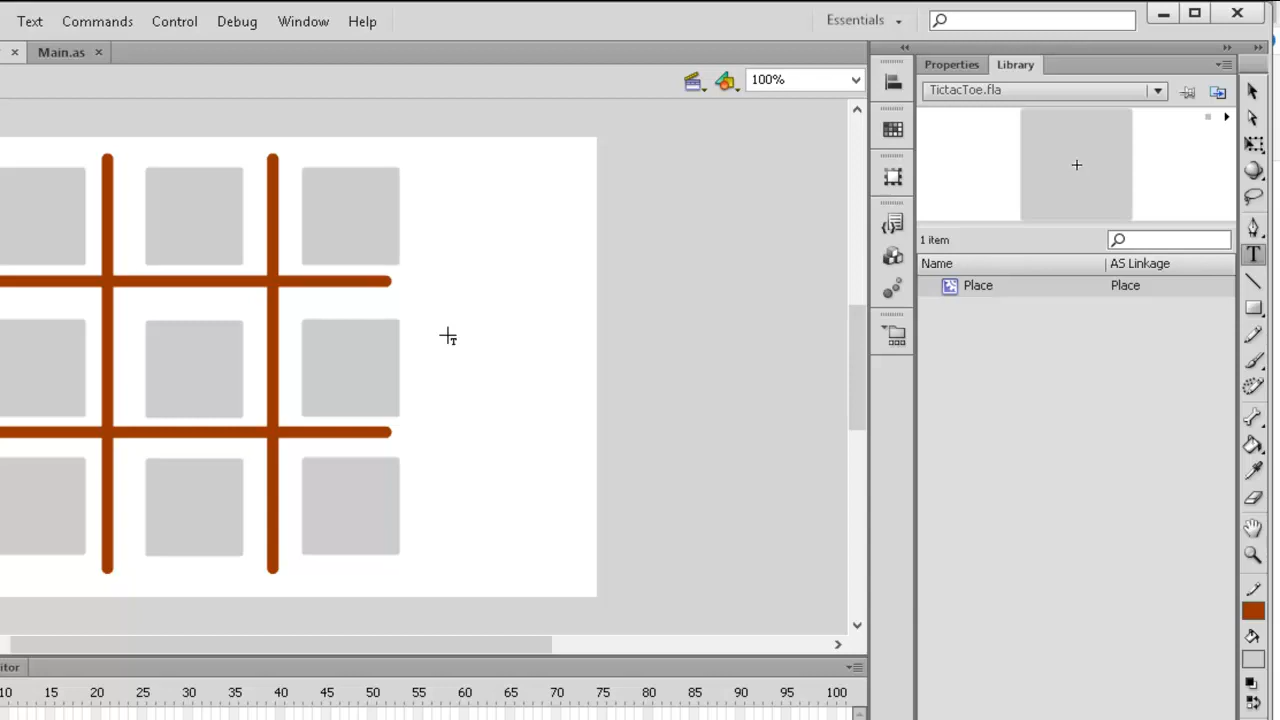 Text Commands Control Debug Window Help Essentials
Main.as
100%
Properties Library
TictacToe.fla
1 item
Name AS Linkage
Place Place
T
itor
10 15 20 25 30 35 40 45 50 55 60 65 70 75 80 85 90 95 100